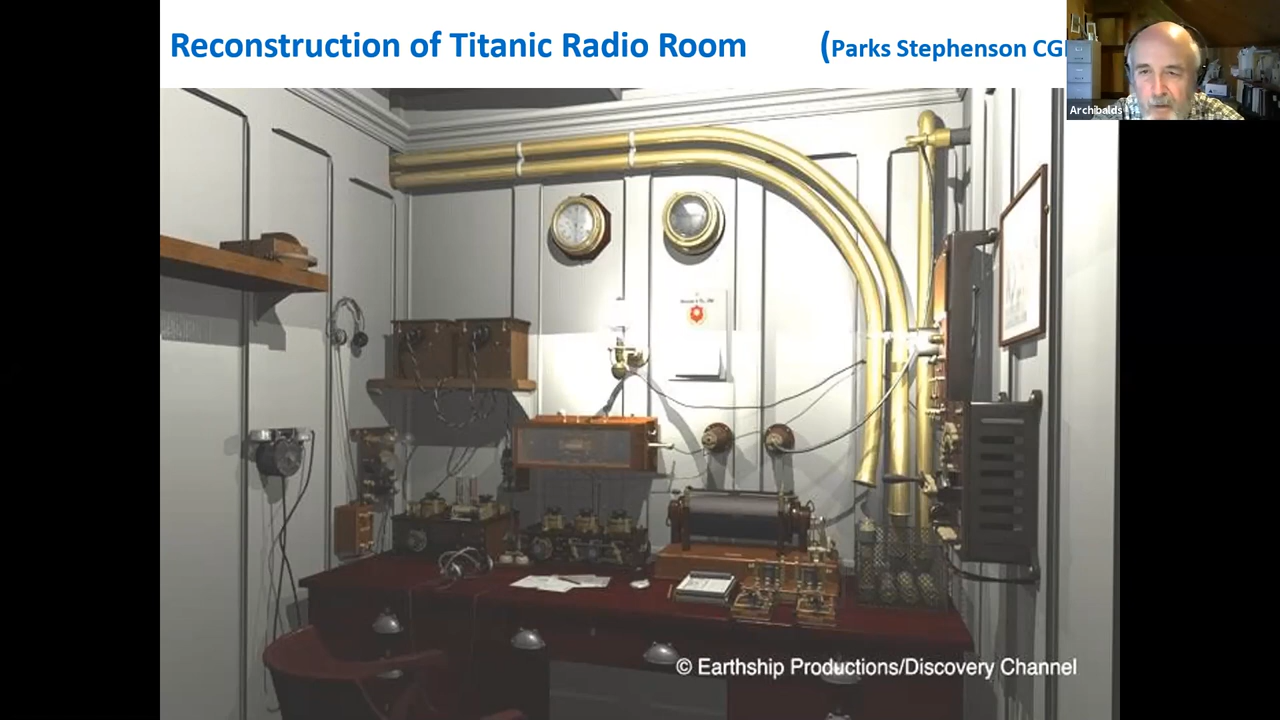 Reconstruction of Titanic Radio Room (Parks Stephenson CG
Archibalds
© Earthship Productions/Discovery Channel